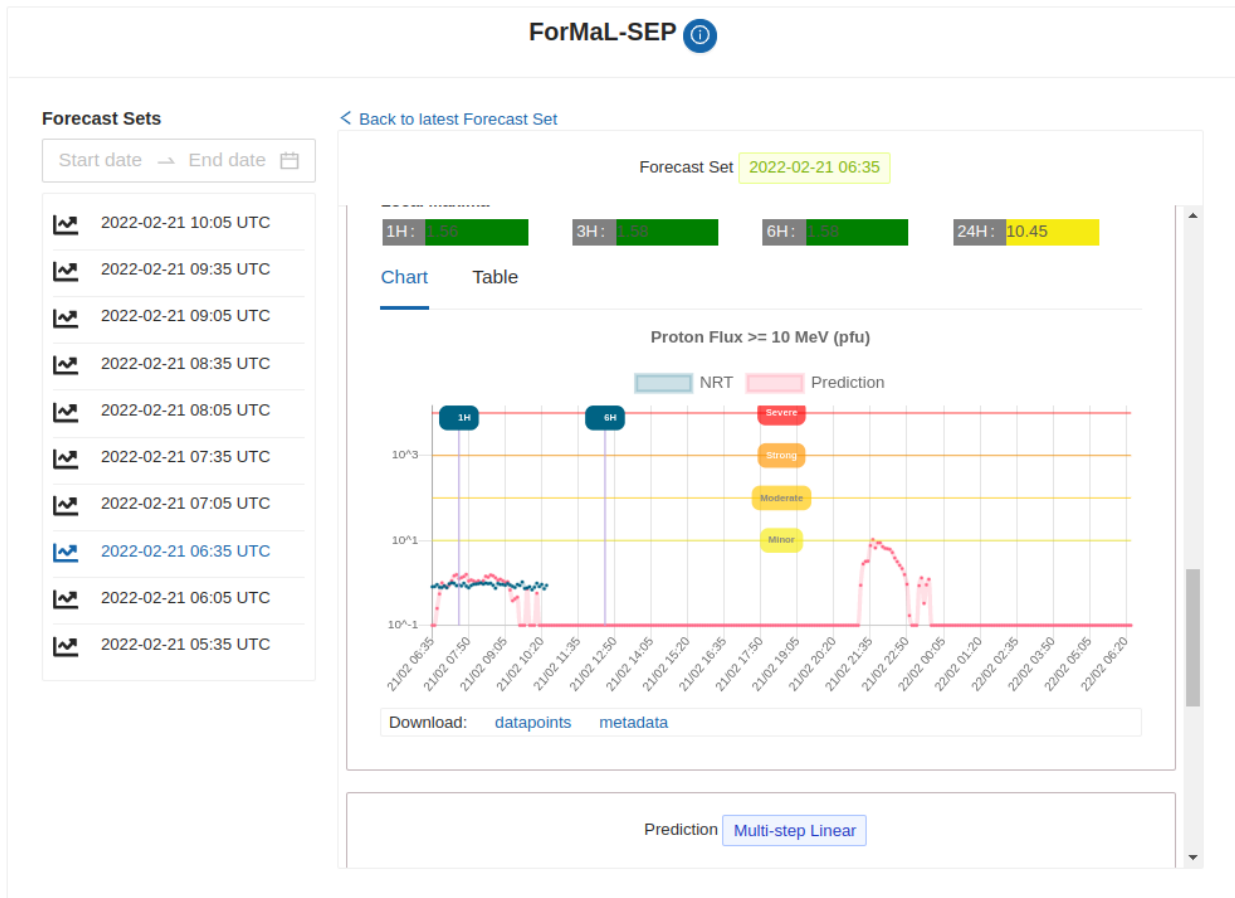 ForMaL-SEP
Forecast Sets
Start date → End date
2022-02-21 10:05 UTC
2022-02-21 09:35 UTC
2022-02-21 09:05 UTC
2022-02-21 08:35 UTC
2022-02-21 08:05 UTC
2022-02-21 07:35 UTC
2022-02-21 07:05 UTC
2022-02-21 06:35 UTC
2022-02-21 06:05 UTC
2022-02-21 05:35 UTC
< Back to latest Forecast Set
Forecast Set 2022-02-21 06:35
1H: 1.56 3H: 1.58 6H: 1.58 24H: 10.45
Chart Table
Proton Flux >= 10 MeV (pfu)
NRT Prediction
1H 6H Severe
10^3 Strong
Moderate
10^1 Minor
10^-1
21/02 06:35 21/02 07:50 21/02 09:05 21/02 10:20 21/02 11:35 21/02 12:50 21/02 14:05 21/02 15:20 21/02 16:35 21/02 17:50 21/02 19:05 21/02 20:20 21/02 21:35 21/02 22:50 22/02 00:05 22/02 01:20 22/02 02:35 22/02 03:50 22/02 05:05 22/02 06:20
Download: datapoints metadata
Prediction Multi-step Linear